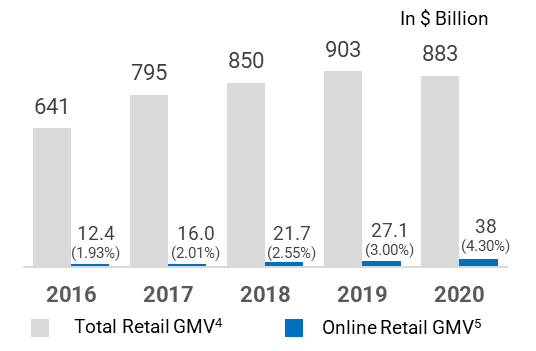 In $ Billion
641 795 850 903 883
12.4 16.0 21.7 27.1 38
(1.93%) (2.01%) (2.55%) (3.00%) (4.30%)
2016 2017 2018 2019 2020
Total Retail GMV4 Online Retail GMV5